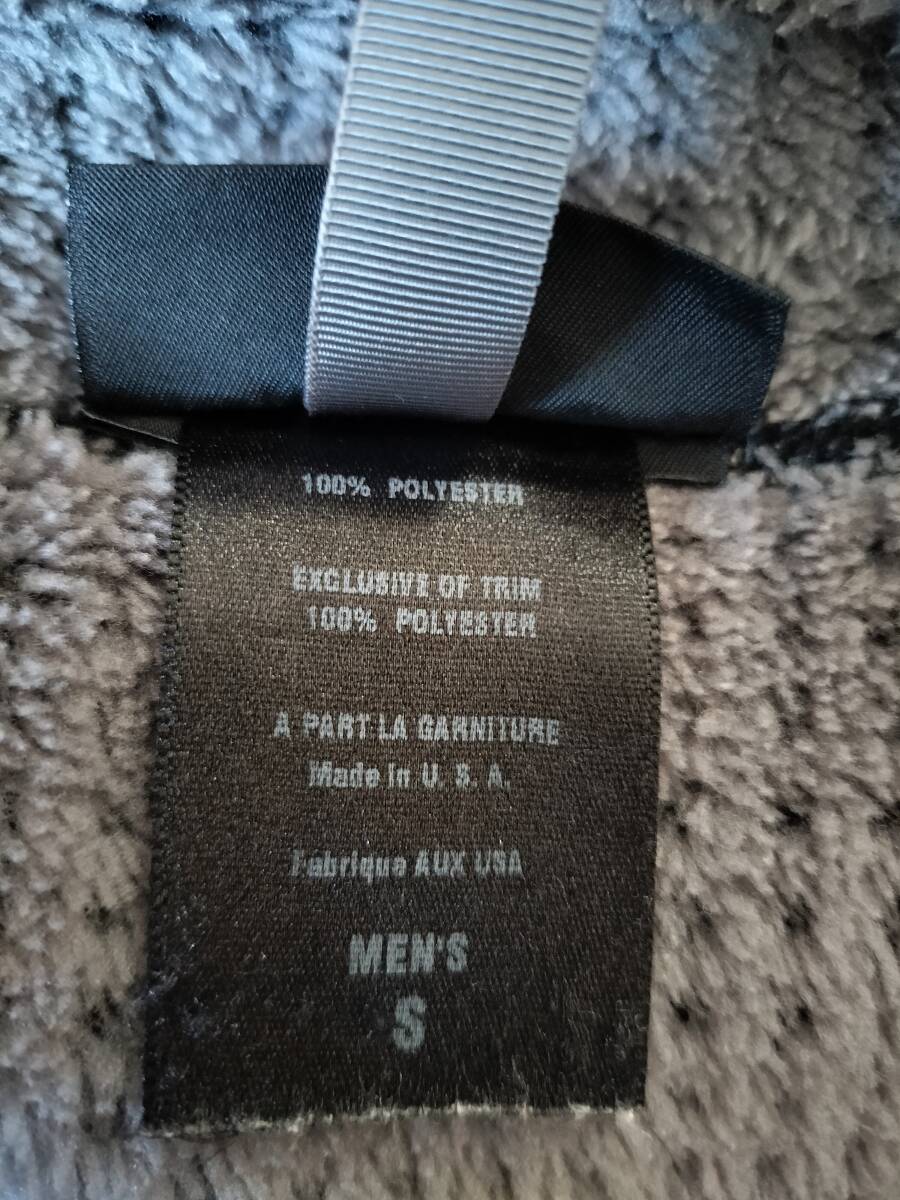 100% POLYESTER
EXCLUSIVE OF TRIM
100% POLYESTER
A PART LA GARNITURE
Made in U. S. A.
Fabrique AUX USA
MEN'S
S